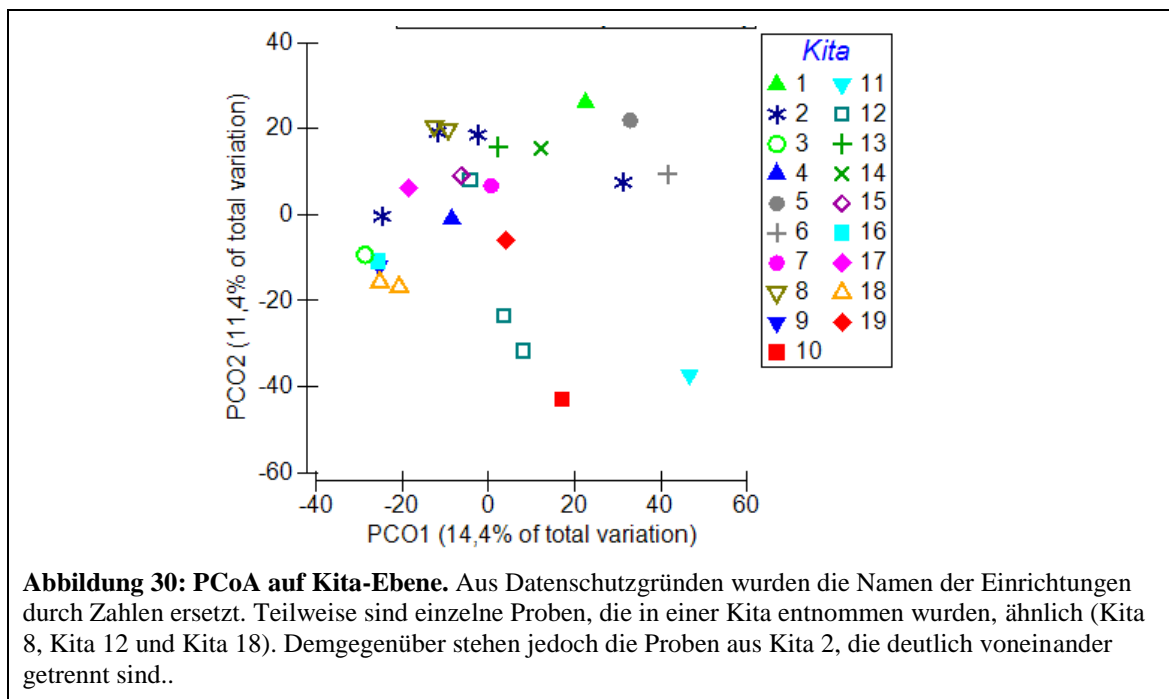 40
20
0
-20
-40
-60
PCO2 (11,4% of total variation)
-40 -20 0 20 40 60
PCO1 (14,4% of total variation)
Kita
1 11
2 12
3 13
4 14
5 15
6 16
7 17
8 18
9 19
10
Abbildung 30: PCoA auf Kita-Ebene. Aus Datenschutzgründen wurden die Namen der Einrichtungen
durch Zahlen ersetzt. Teilweise sind einzelne Proben, die in einer Kita entnommen wurden, ähnlich (Kita
8, Kita 12 und Kita 18). Demgegenüber stehen jedoch die Proben aus Kita 2, die deutlich voneinander
getrennt sind..